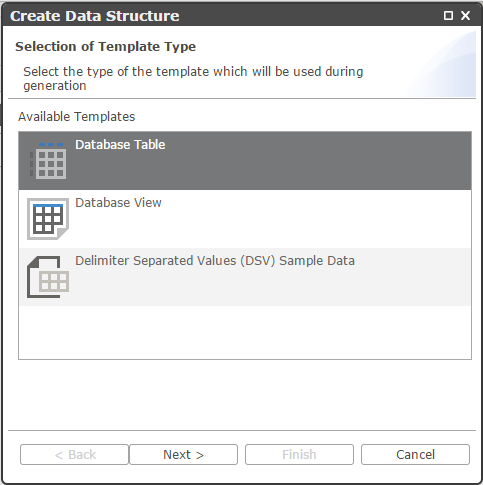 Create Data Structure
Selection of Template Type
Select the type of the template which will be used during
generation
Available Templates
Database Table
Database View
Delimiter Separated Values (DSV) Sample Data
< Back
Next >
Finish
Cancel